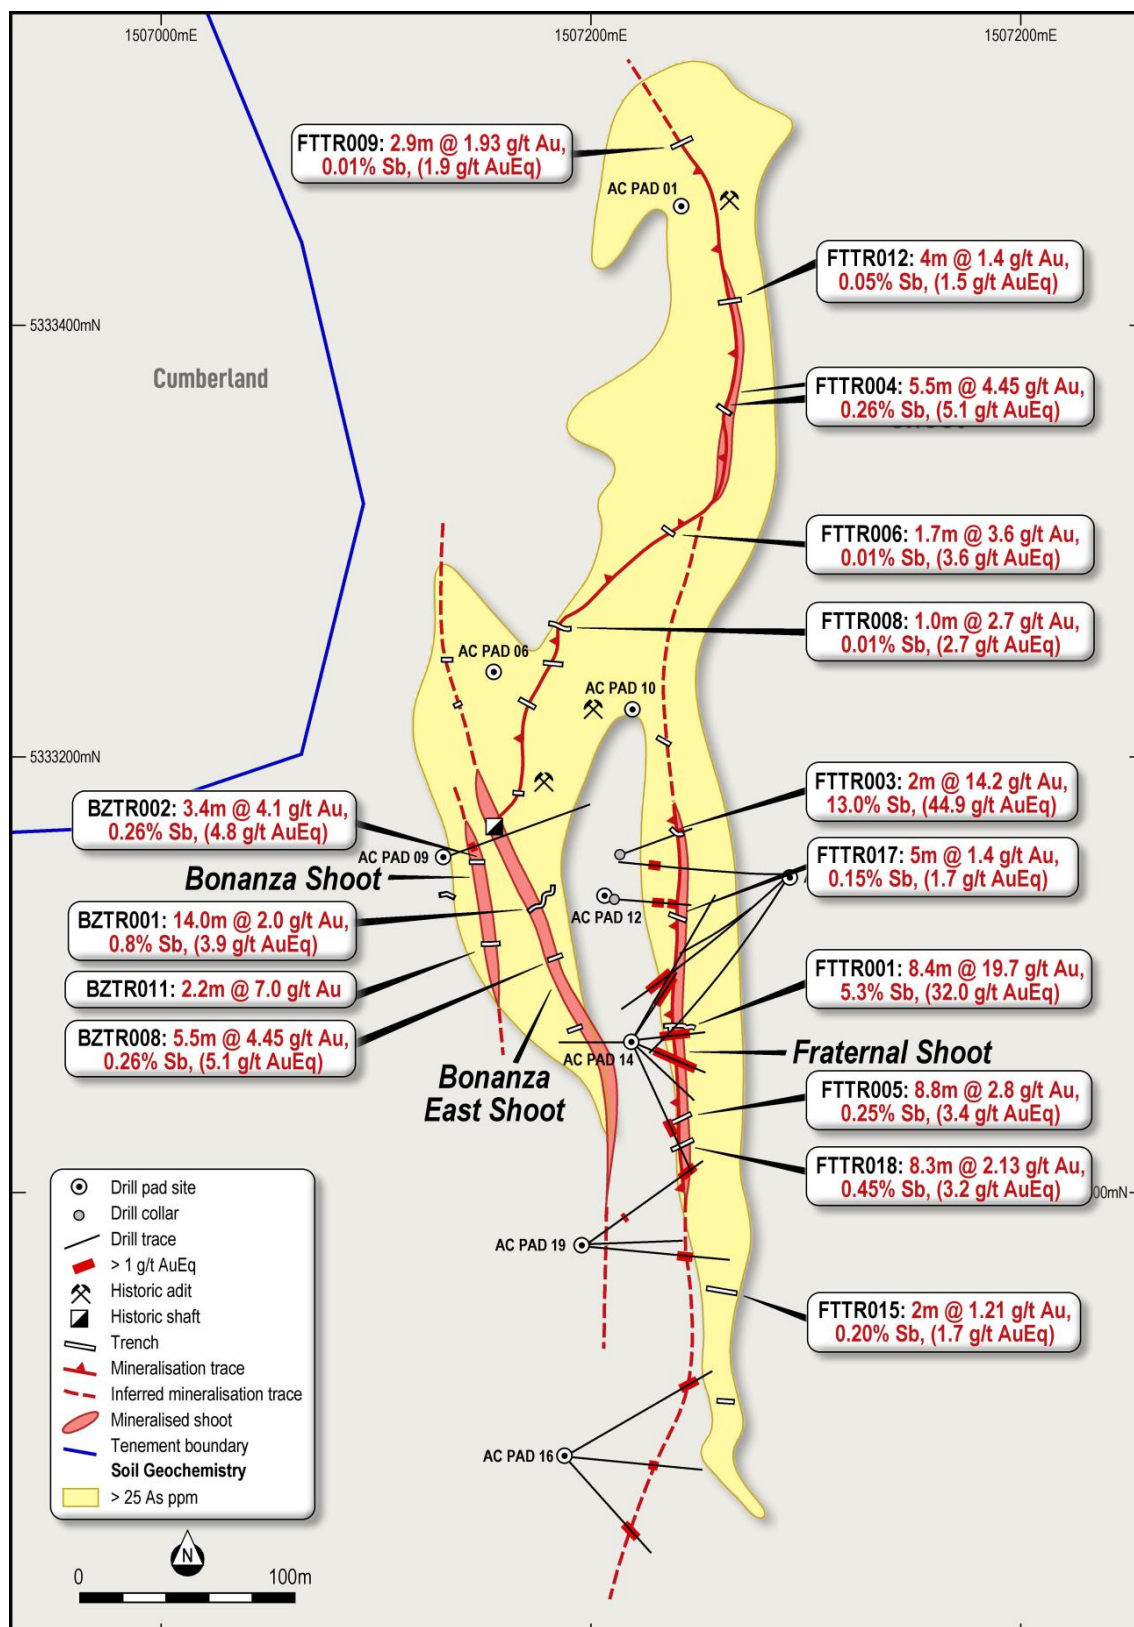 1507000mE
1507200mE
1507200mE
FTTR009: 2.9m @ 1.93 g/t Au,
0.01% Sb, (1.9 g/t AuEq)
AC PAD 01
FTTR012: 4m @ 1.4 g/t Au,
0.05% Sb, (1.5 g/t AuEq)
5333400mN
Cumberland
FTTR004: 5.5m @ 4.45 g/t Au,
0.26% Sb, (5.1 g/t AuEq)
FTTR006: 1.7m @ 3.6 g/t Au,
0.01% Sb, (3.6 g/t AuEq)
FTTR008: 1.0m @ 2.7 g/t Au,
0.01% Sb, (2.7 g/t AuEq)
AC PAD 06
AC PAD 10
5333200mN
BZTR002: 3.4m @ 4.1 g/t Au,
0.26% Sb, (4.8 g/t AuEq)
FTTR003: 2m @ 14.2 g/t Au,
13.0% Sb, (44.9 g/t AuEq)
AC PAD 09
Bonanza Shoot
FTTR017: 5m @ 1.4 g/t Au,
0.15% Sb, (1.7 g/t AuEq)
AC PAD 12
BZTR001: 14.0m @ 2.0 g/t Au,
0.8% Sb, (3.9 g/t AuEq)
BZTR011: 2.2m @ 7.0 g/t Au
FTTR001: 8.4m @ 19.7 g/t Au,
5.3% Sb, (32.0 g/t AuEq)
BZTR008: 5.5m @ 4.45 g/t Au,
0.26% Sb, (5.1 g/t AuEq)
AC PAD 14
Fraternal Shoot
Bonanza
East Shoot
FTTR005: 8.8m @ 2.8 g/t Au,
0.25% Sb, (3.4 g/t AuEq)
FTTR018: 8.3m @ 2.13 g/t Au,
0.45% Sb, (3.2 g/t AuEq)
00mN
AC PAD 19
FTTR015: 2m @ 1.21 g/t Au,
0.20% Sb, (1.7 g/t AuEq)
AC PAD 16
Drill pad site
Drill collar
Drill trace
> 1 g/t AuEq
Historic adit
Historic shaft
Trench
Mineralisation trace
Inferred mineralisation trace
Mineralised shoot
Tenement boundary
Soil Geochemistry
> 25 As ppm
N
0 100m